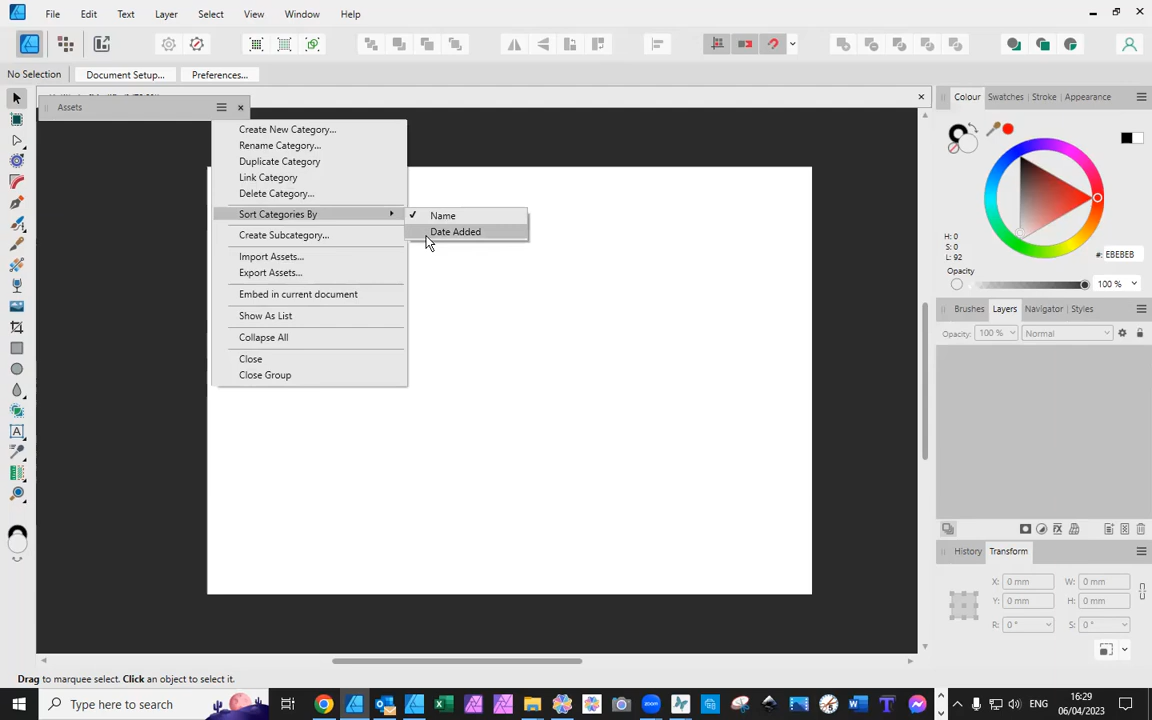 File Edit Text Layer Select View Window Help
No Selection Document Setup... Preferences...
Assets
Create New Category...
Rename Category...
Duplicate Category
Link Category
Delete Category...
Sort Categories By
Name
Date Added
Create Subcategory...
Import Assets...
Export Assets...
Embed in current document
Show As List
Collapse All
Close
Close Group
Colour Swatches Stroke Appearance
H: 0
S: 0
L: 92
#: EBEBEB
Opacity
100 %
Brushes Layers Navigator Styles
Opacity: 100 % Normal
History Transform
X: 0 mm W: 0 mm
Y: 0 mm H: 0 mm
R: 0 ° S: 0 °
Drag to marquee select. Click an object to select it.
Type here to search
ENG
16:29
06/04/2023